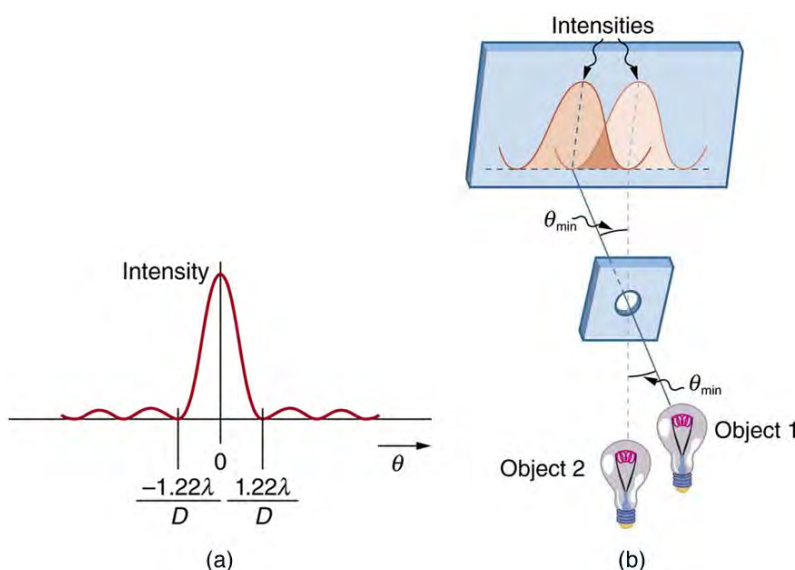 Intensity
0
θ
−1.22λ
D
1.22λ
D
(a)
Intensities
θmin
θmin
Object 1
Object 2
(b)